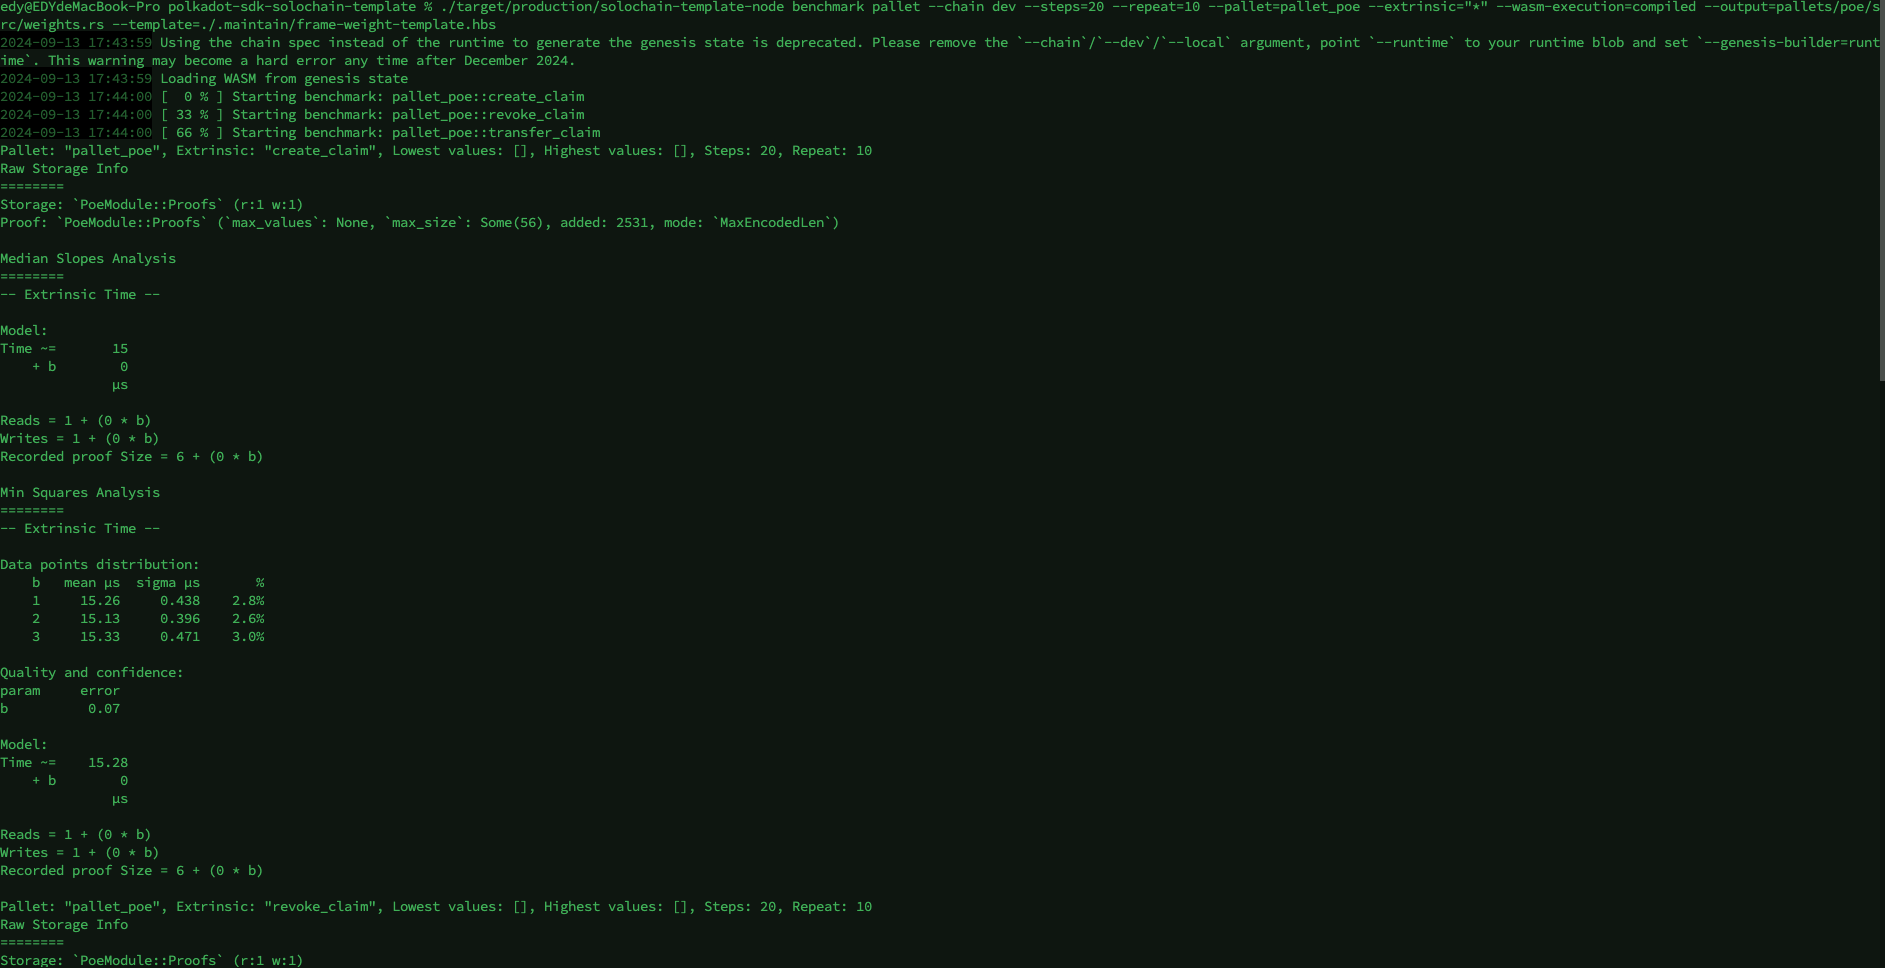 edy@EDYdeMacBook-Pro polkadot-sdk-solochain-template % ./target/production/solochain-template-node benchmark pallet --chain dev --steps=20 --repeat=10 --pallet=pallet_poe --extrinsic="*" --wasm-execution=compiled --output=pallets/poe/s
rc/weights.rs --template=./.maintain/frame-weight-template.hbs
2024-09-13 17:43:59 Using the chain spec instead of the runtime to generate the genesis state is deprecated. Please remove the `--chain`/`--dev`/`--local` argument, point `--runtime` to your runtime blob and set `--genesis-builder=runt
ime`. This warning may become a hard error any time after December 2024.
2024-09-13 17:43:59 Loading WASM from genesis state
2024-09-13 17:44:00 [  0 % ] Starting benchmark: pallet_poe::create_claim
2024-09-13 17:44:00 [ 33 % ] Starting benchmark: pallet_poe::revoke_claim
2024-09-13 17:44:00 [ 66 % ] Starting benchmark: pallet_poe::transfer_claim
Pallet: "pallet_poe", Extrinsic: "create_claim", Lowest values: [], Highest values: [], Steps: 20, Repeat: 10
Raw Storage Info
========
Storage: `PoeModule::Proofs` (r:1 w:1)
Proof: `PoeModule::Proofs` (`max_values`: None, `max_size`: Some(56), added: 2531, mode: `MaxEncodedLen`)
Median Slopes Analysis
========
-- Extrinsic Time --
Model:
Time ~=       15
    + b        0
              µs
Reads = 1 + (0 * b)
Writes = 1 + (0 * b)
Recorded proof Size = 6 + (0 * b)
Min Squares Analysis
========
-- Extrinsic Time --
Data points distribution:
    b   mean µs  sigma µs       %
    1     15.26     0.438    2.8%
    2     15.13     0.396    2.6%
    3     15.33     0.471    3.0%
Quality and confidence:
param     error
b          0.07
Model:
Time ~=    15.28
    + b        0
              µs
Reads = 1 + (0 * b)
Writes = 1 + (0 * b)
Recorded proof Size = 6 + (0 * b)
Pallet: "pallet_poe", Extrinsic: "revoke_claim", Lowest values: [], Highest values: [], Steps: 20, Repeat: 10
Raw Storage Info
========
Storage: `PoeModule::Proofs` (r:1 w:1)